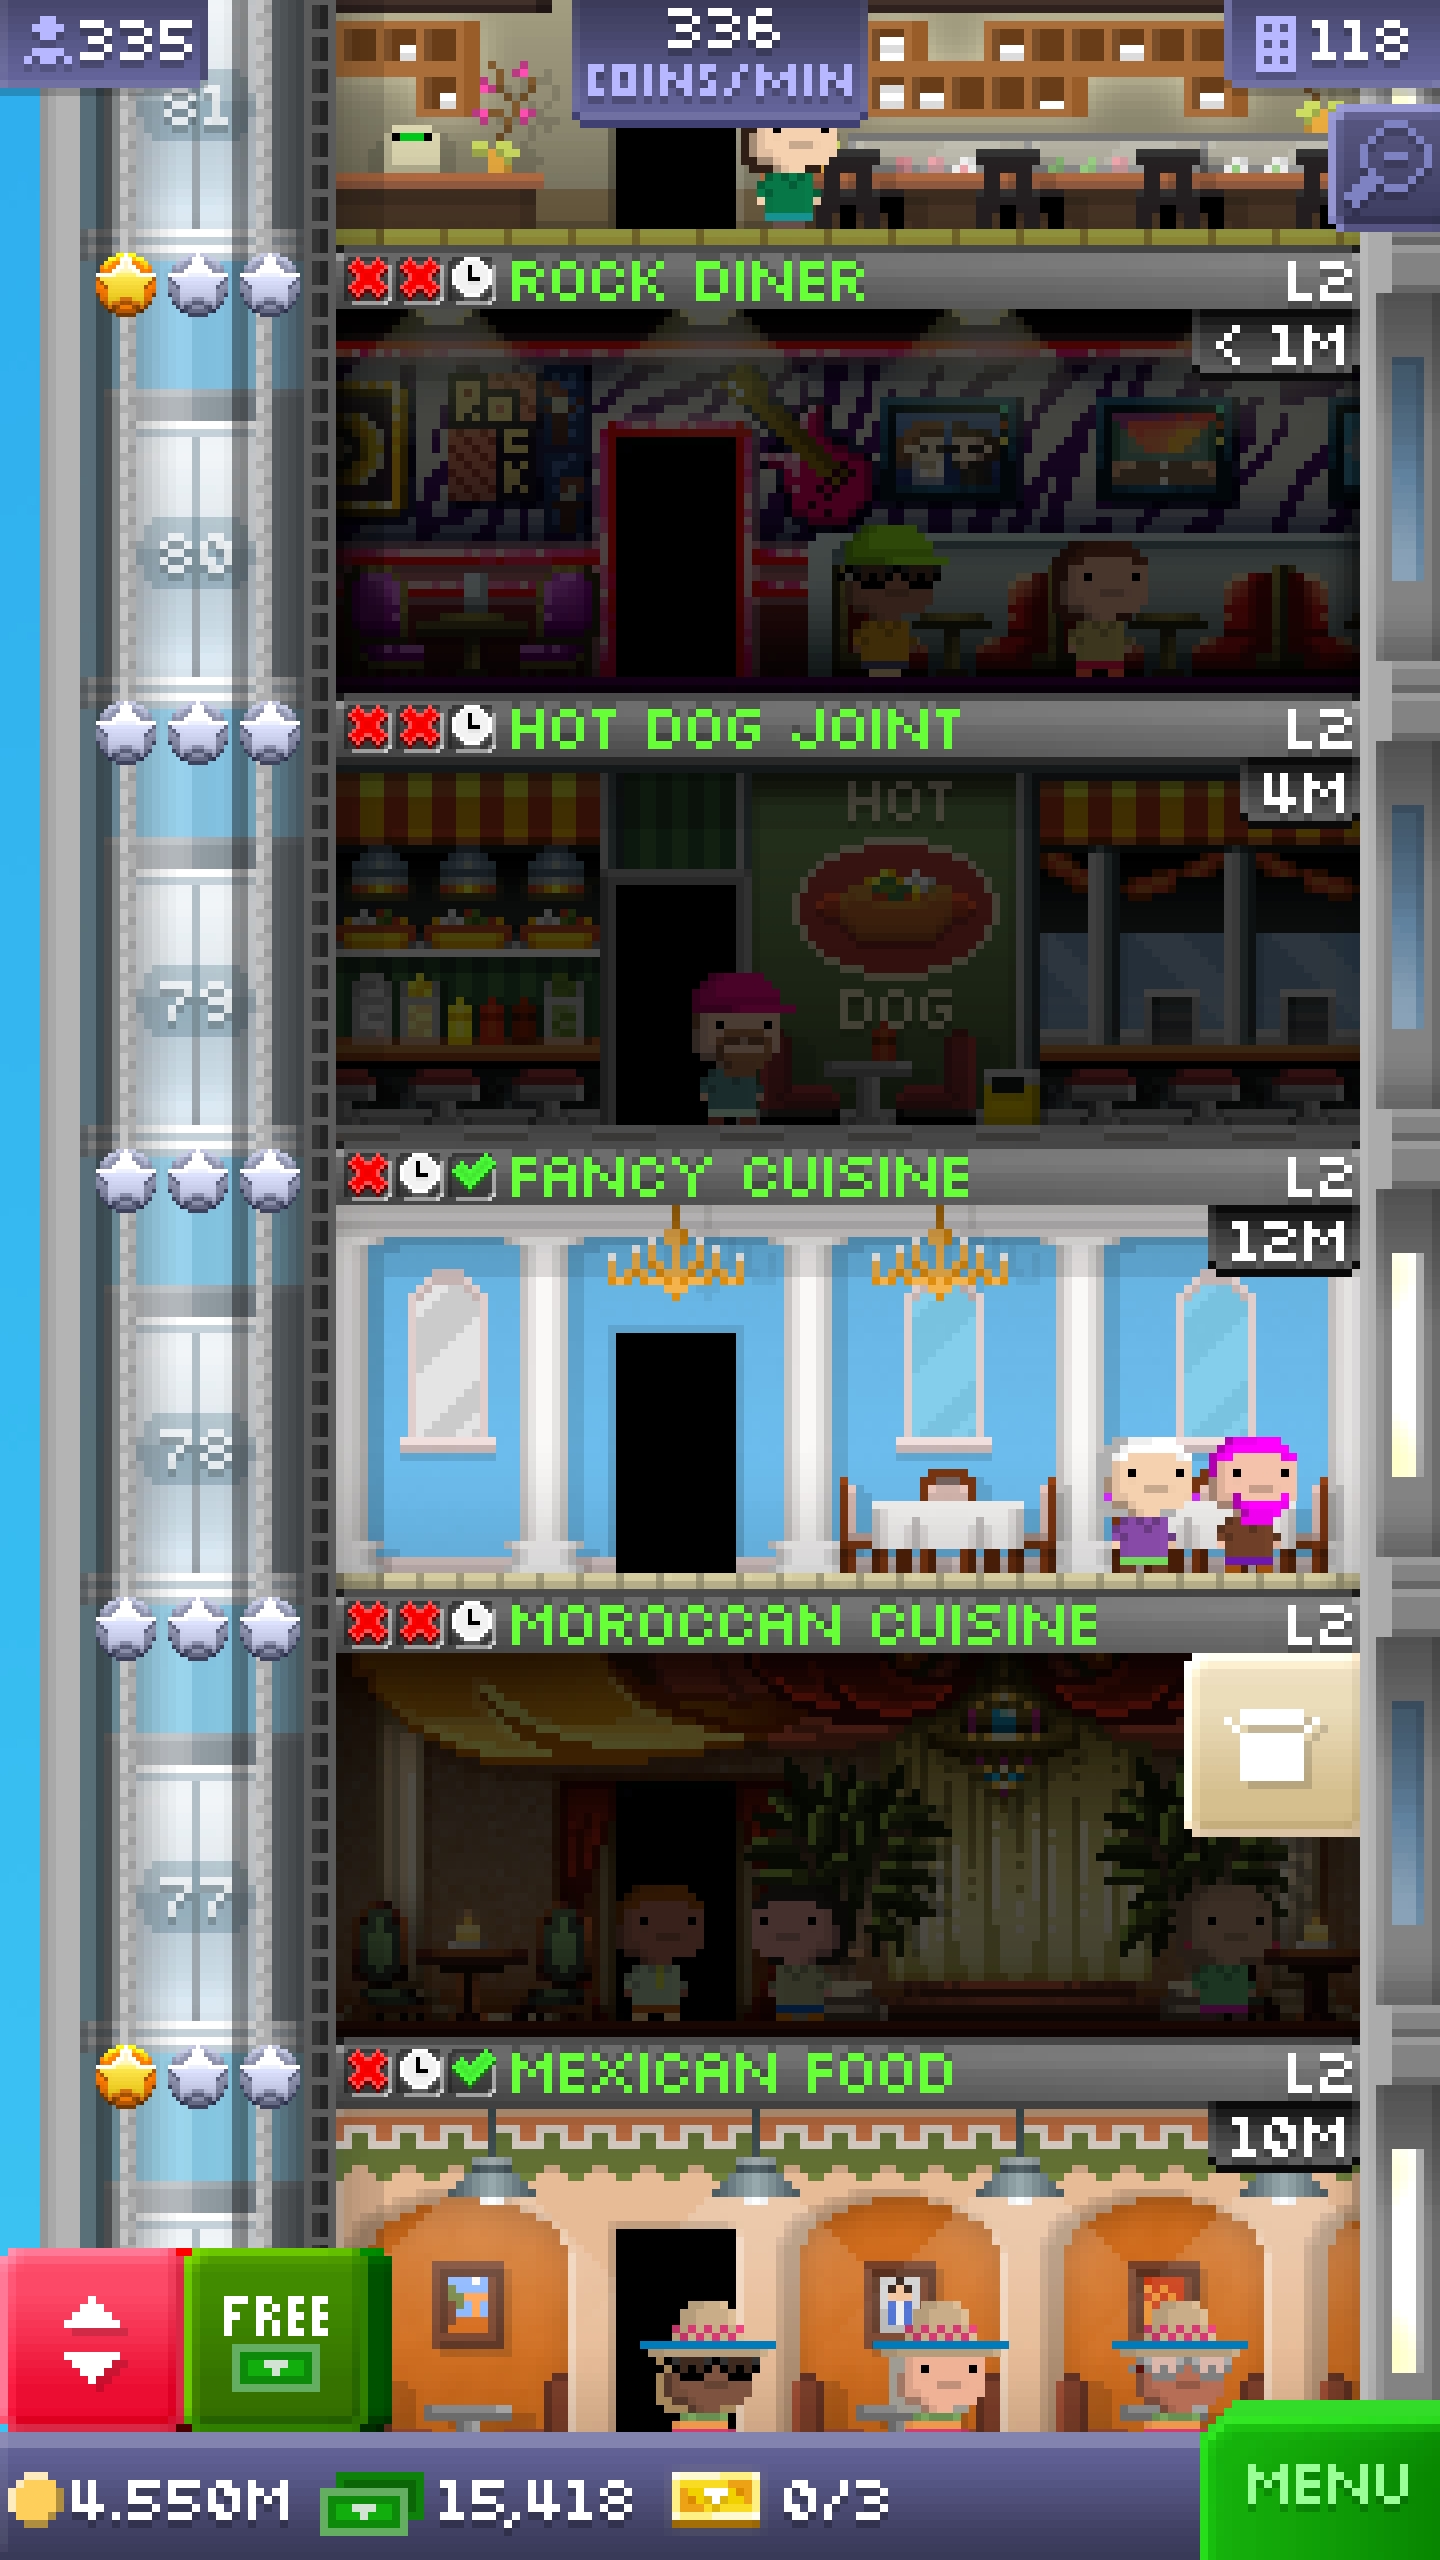 335
336
COINS/MIN
118
81
ROCK DINER
L2
< 1M
80
HOT DOG JOINT
L2
4M
HOT
DOG
79
FANCY CUISINE
L2
12M
78
MOROCCAN CUISINE
L2
77
MEXICAN FOOD
L2
10M
FREE
4.550M
15,418
0/3
MENU